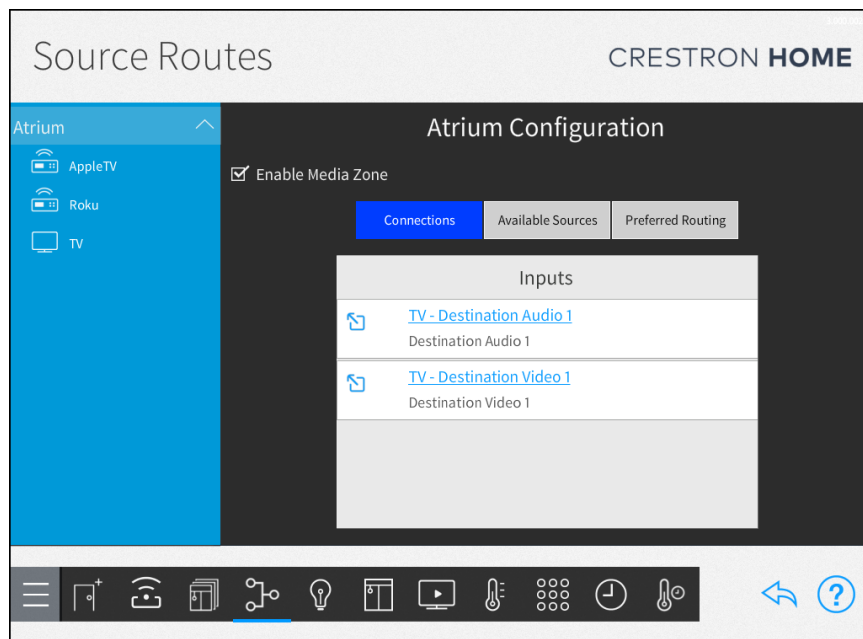 Source Routes
CRESTRON HOME
Atrium
AppleTV
Roku
TV
Atrium Configuration
Enable Media Zone
Connections
Available Sources
Preferred Routing
Inputs
TV - Destination Audio 1
Destination Audio 1
TV - Destination Video 1
Destination Video 1
?